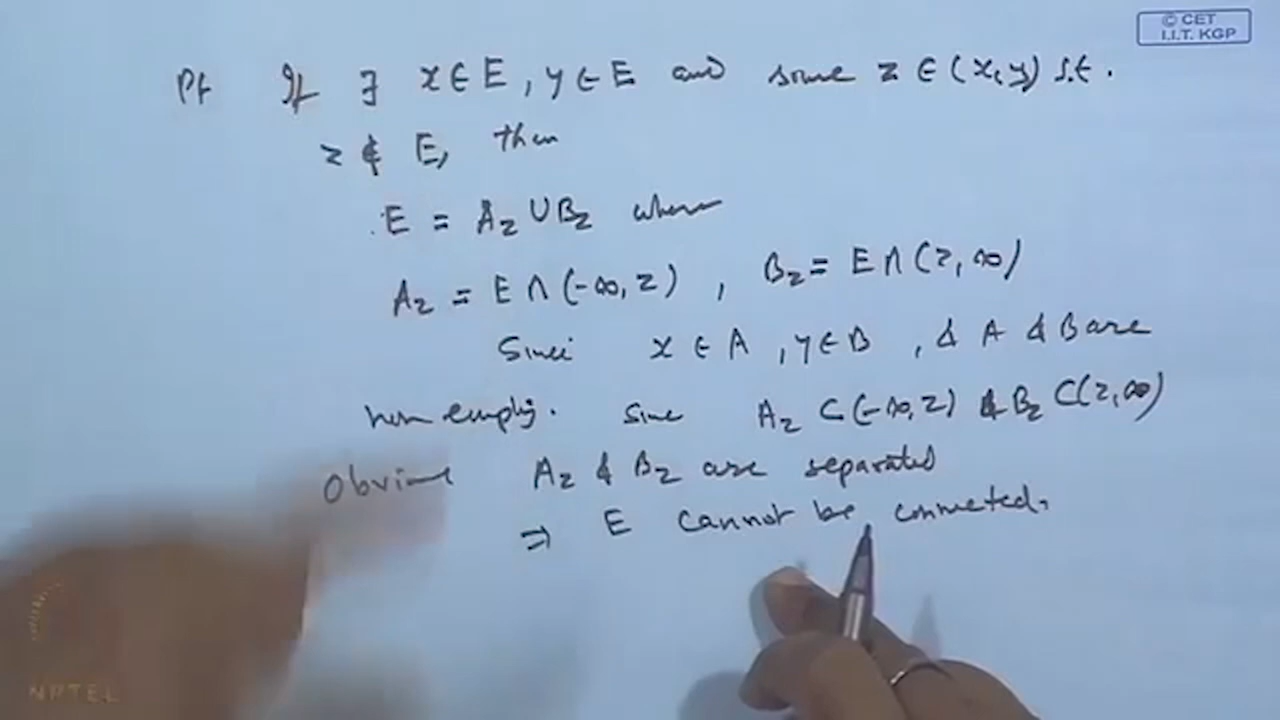 © CET
I.I.T. KGP
Pf If ∃ x ∈ E, y ∈ E and some z ∈ (x, y) s.t.
z ∉ E, then
E = A_z ∪ B_z where
A_z = E ∩ (-∞, z) , B_z = E ∩ (z, ∞)
Since x ∈ A , y ∈ B , & A & B are
non empty. Since A_z ⊂ (-∞, z) & B_z ⊂ (z, ∞)
A_z & B_z are separated
⇒ E cannot be connected.
NPTEL